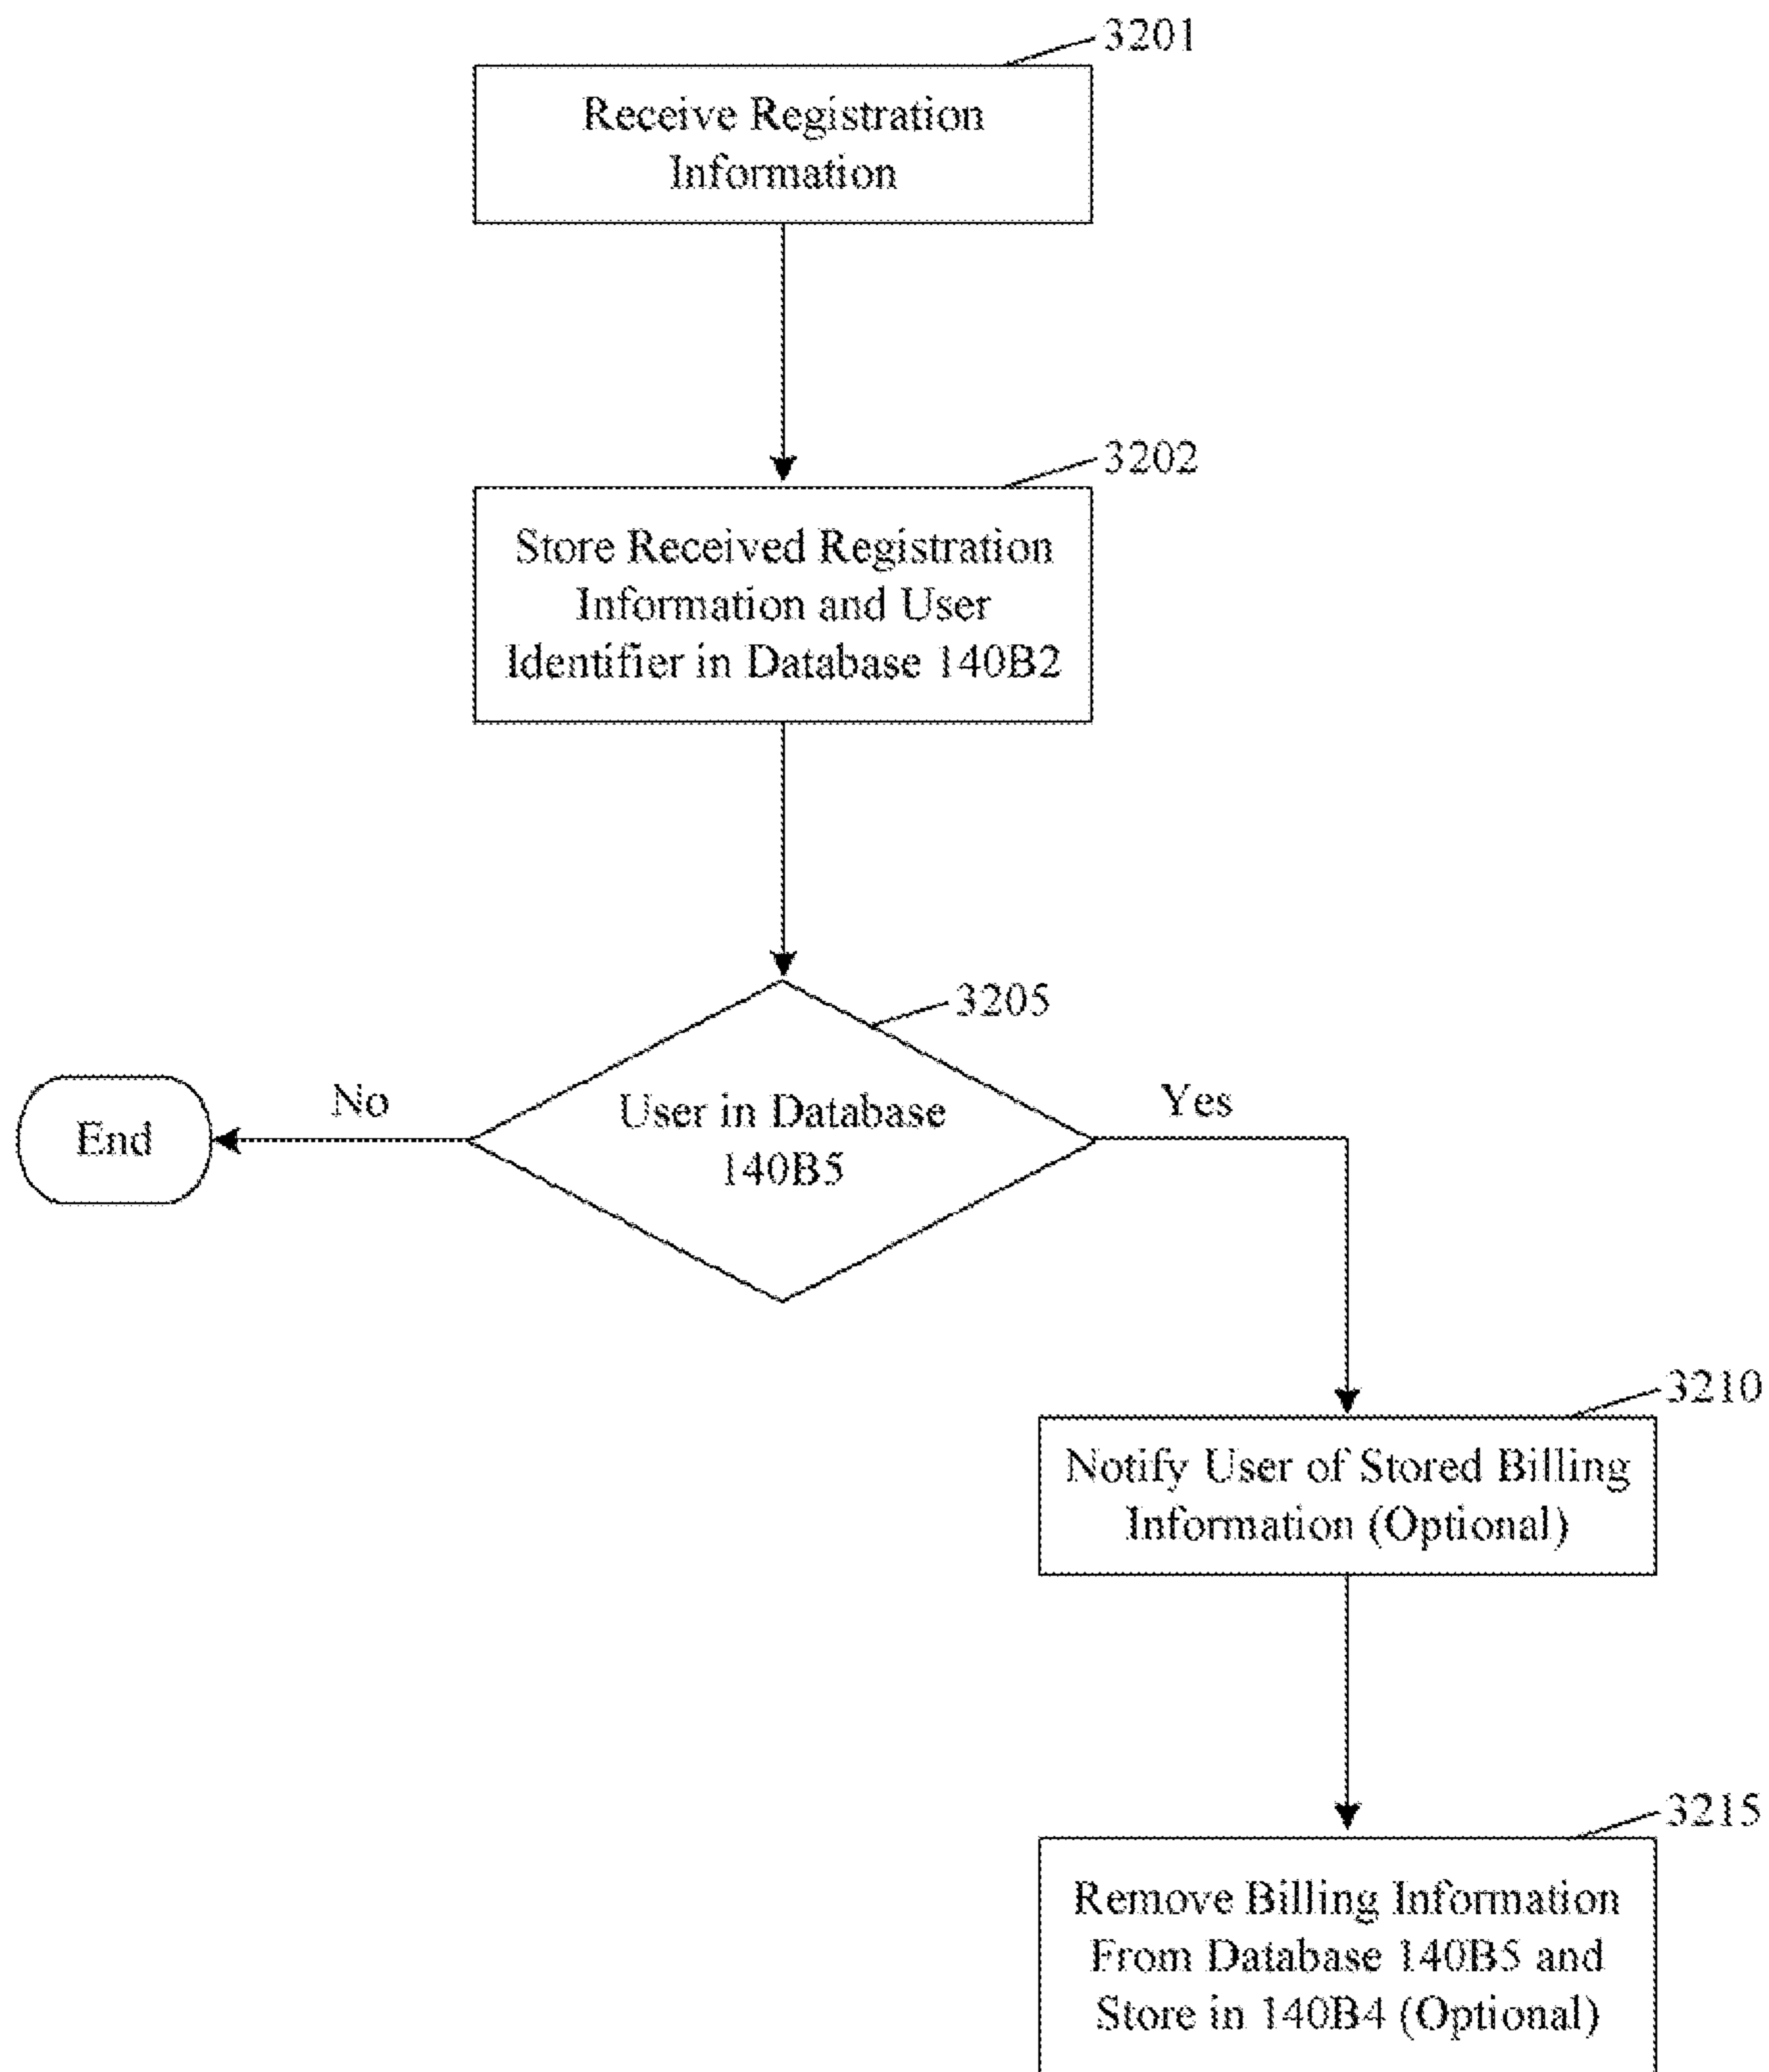 3201
Receive Registration
Information
3202
Store Received Registration
Information and User
Identifier in Database 140B2
3205
User in Database
140B5
No
Yes
End
3210
Notify User of Stored Billing
Information (Optional)
3215
Remove Billing Information
From Database 140B5 and
Store in 140B4 (Optional)